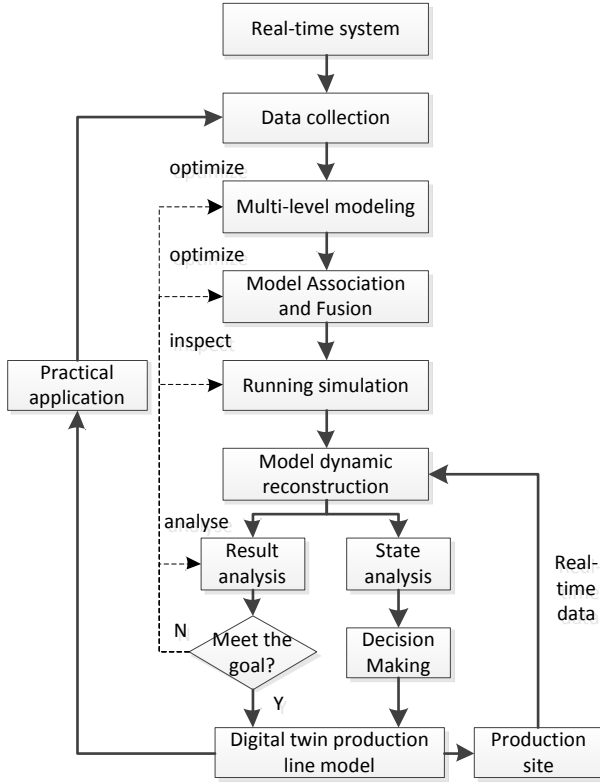 Real-time system
Data collection
optimize
Multi-level modeling
optimize
Model Association
and Fusion
inspect
Practical
application
Running simulation
Model dynamic
reconstruction
analyse
Result
analysis
State
analysis
Real-
time
data
N
Meet the
goal?
Decision
Making
Y
Digital twin production
line model
Production
site